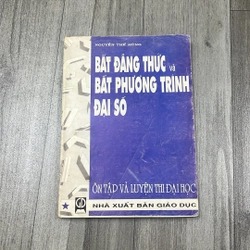 NGUYỄN THẾ HÙNG
BẤT ĐẲNG THỨC và
BẤT PHƯƠNG TRÌNH
ĐẠI SỐ
ÔN TẬP VÀ LUYỆN THI ĐẠI HỌC
NHÀ XUẤT BẢN GIÁO DỤC